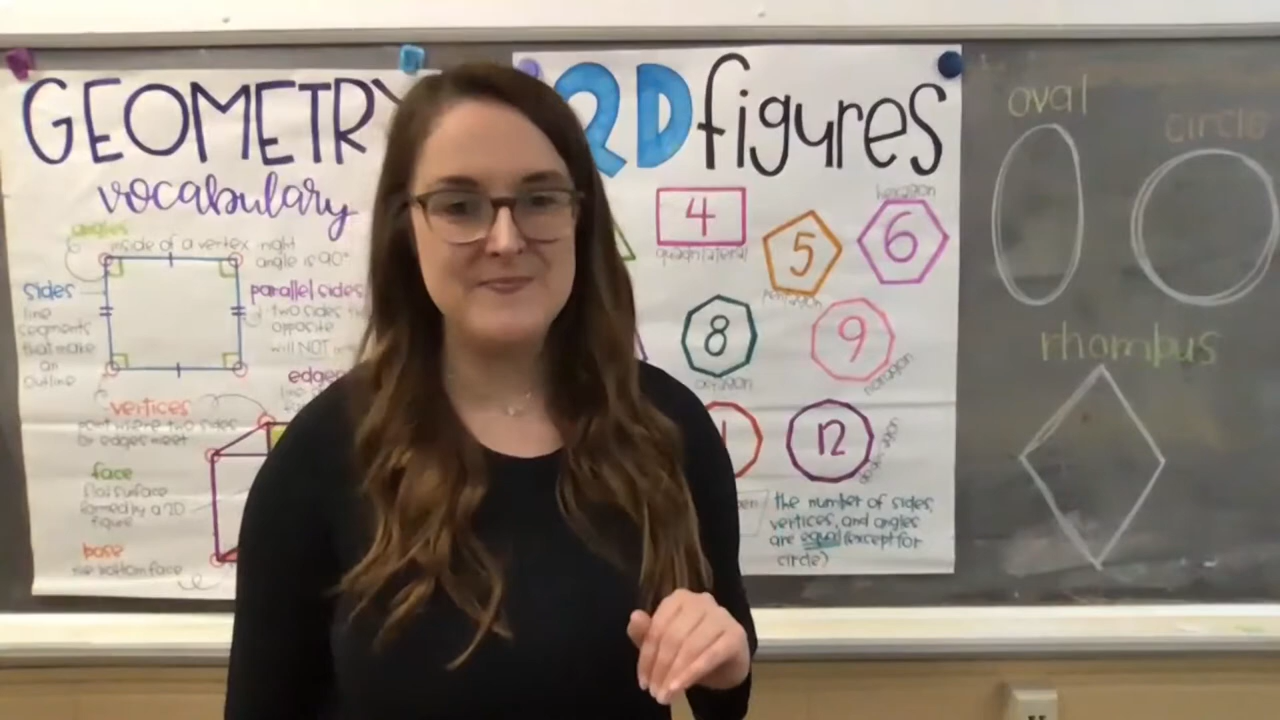 GEOMETRY
vocabulary
angles
inside of a vertex right
angle is 90°
sides
line
segments
that make
an
outline
parallel sides
two sides
opposite
will NOT
edges
vertices
point where two sides
or edges meet
face
flat surface
formed by a 2D
figure
base
the bottom face
2D figures
4
quadrilateral
5
pentagon
hexagon
6
8
octagon
9
nonagon
12
the number of sides,
vertices, and angles
are equal (except for
circle)
oval
circle
rhombus